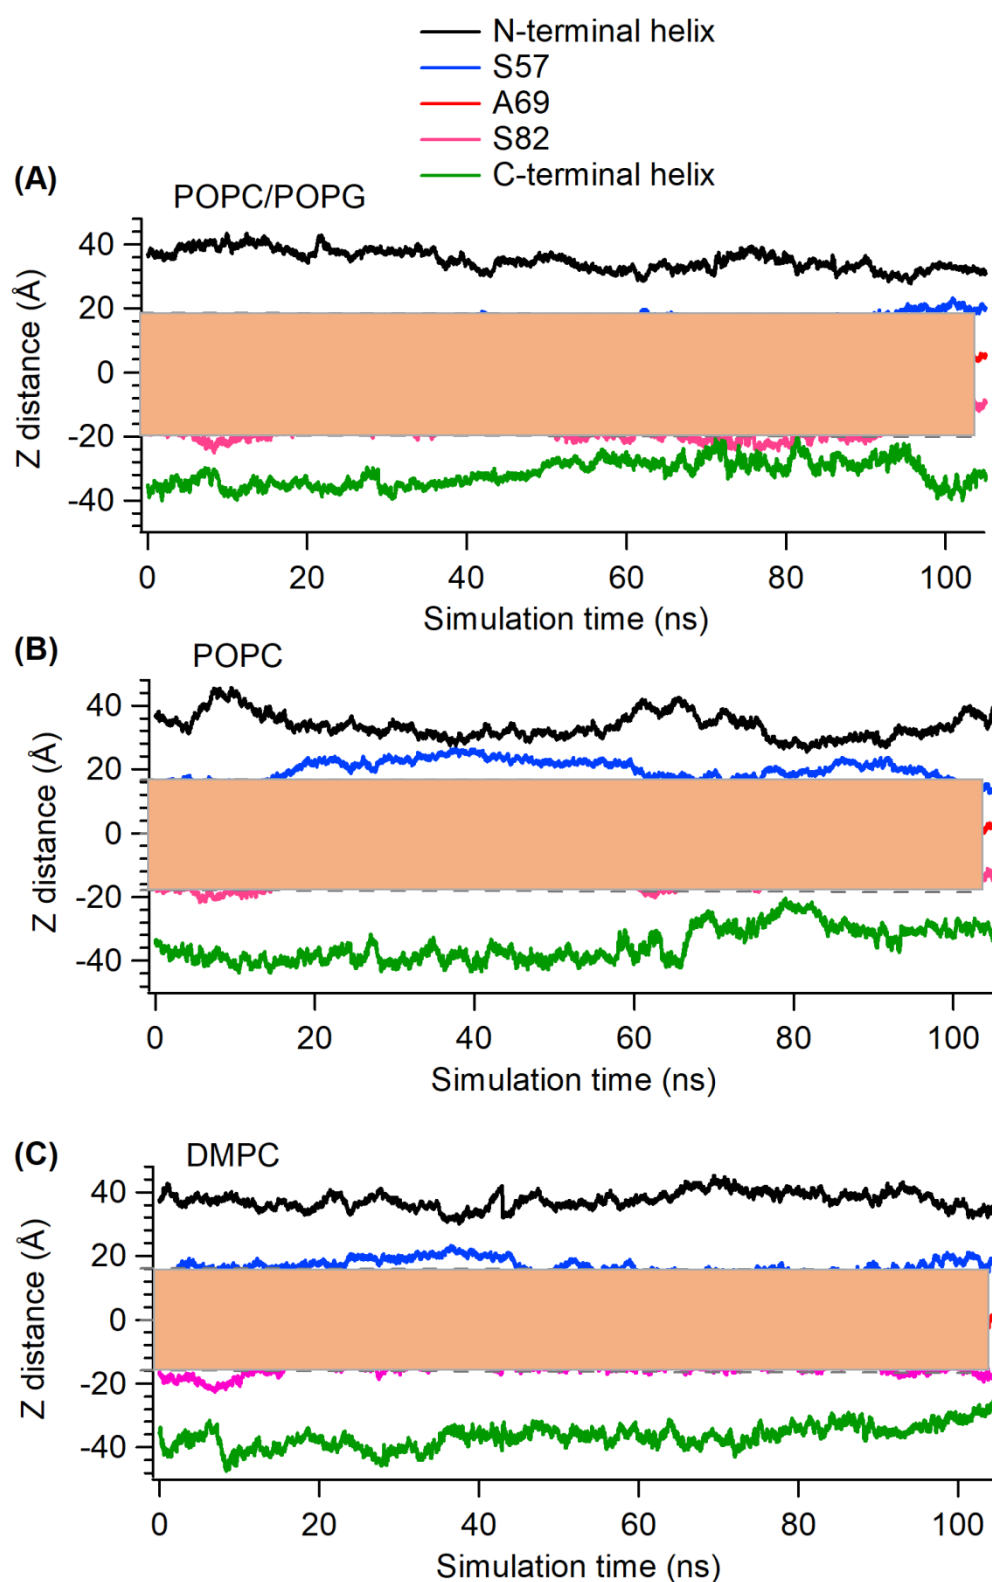 N-terminal helix
S57
A69
S82
C-terminal helix
(A)
POPC/POPG
Z distance (Å)
40
20
0
-20
-40
0 20 40 60 80 100
Simulation time (ns)
(B)
POPC
Z distance (Å)
40
20
0
-20
-40
0 20 40 60 80 100
Simulation time (ns)
(C)
DMPC
Z distance (Å)
40
20
0
-20
-40
0 20 40 60 80 100
Simulation time (ns)